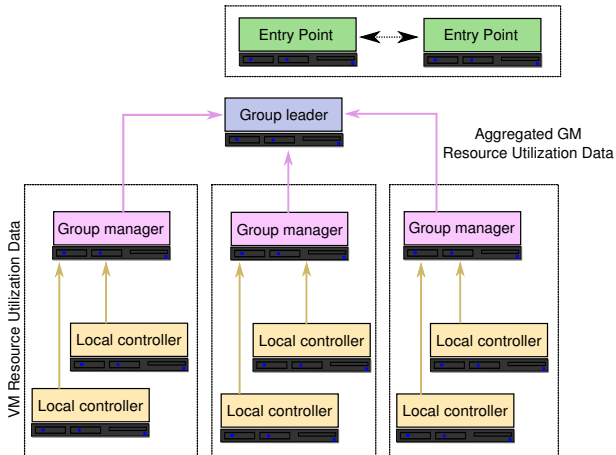 Entry Point
Entry Point
Group leader
Aggregated GM
Resource Utilization Data
VM Resource Utilization Data
Group manager
Group manager
Group manager
Local controller
Local controller
Local controller
Local controller
Local controller
Local controller